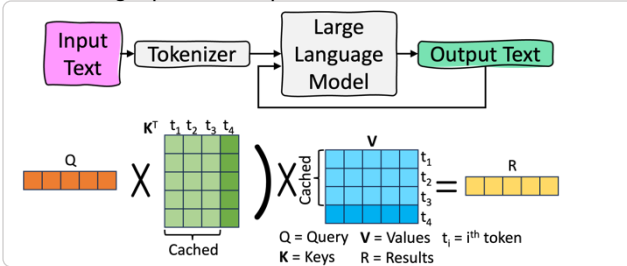 Input
Text
Tokenizer
Large
Language
Model
Output Text
Kᵀ t₁ t₂ t₃ t₄
Q
X
)
X
Cached
V
t₁
t₂
t₃
t₄
=
R
Cached
Q = Query V = Values tᵢ = iᵗʰ token
K = Keys R = Results